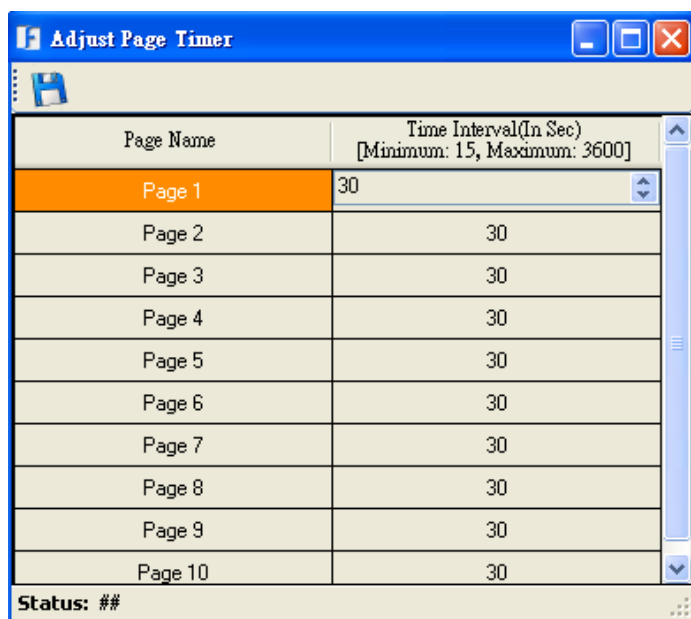 Adjust Page Timer
Page Name
Time Interval(In Sec)
[Minimum: 15, Maximum: 3600]
Page 1 30
Page 2 30
Page 3 30
Page 4 30
Page 5 30
Page 6 30
Page 7 30
Page 8 30
Page 9 30
Page 10 30
Status: ##